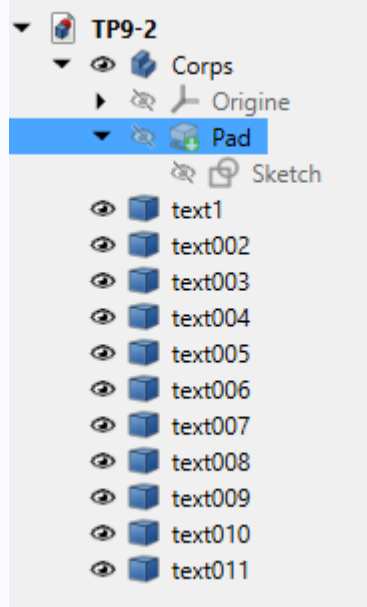 TP9-2
Corps
Origine
Pad
Sketch
text1
text002
text003
text004
text005
text006
text007
text008
text009
text010
text011